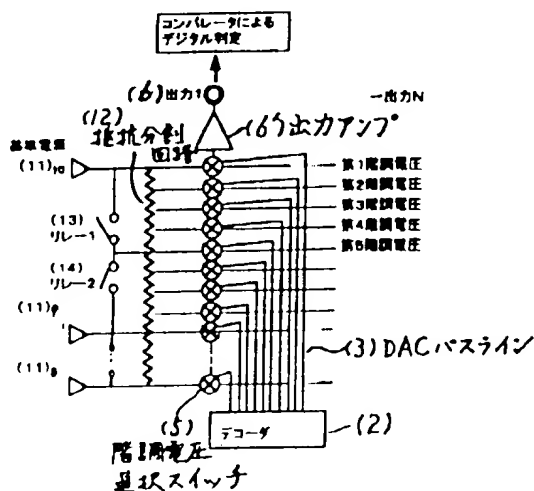 コンパレータによる
デジタル判定
(6)出力1
一出力N
(12)
抵抗分割
回路
(6')出力アンプ
基準電源
(11)10
第1階調電圧
第2階調電圧
第3階調電圧
第4階調電圧
第5階調電圧
(13)
リレー1
(14)
リレー2
(11)9
(11)8
(3)DACバスライン
(5)
デコーダ
(2)
階調電圧
選択スイッチ